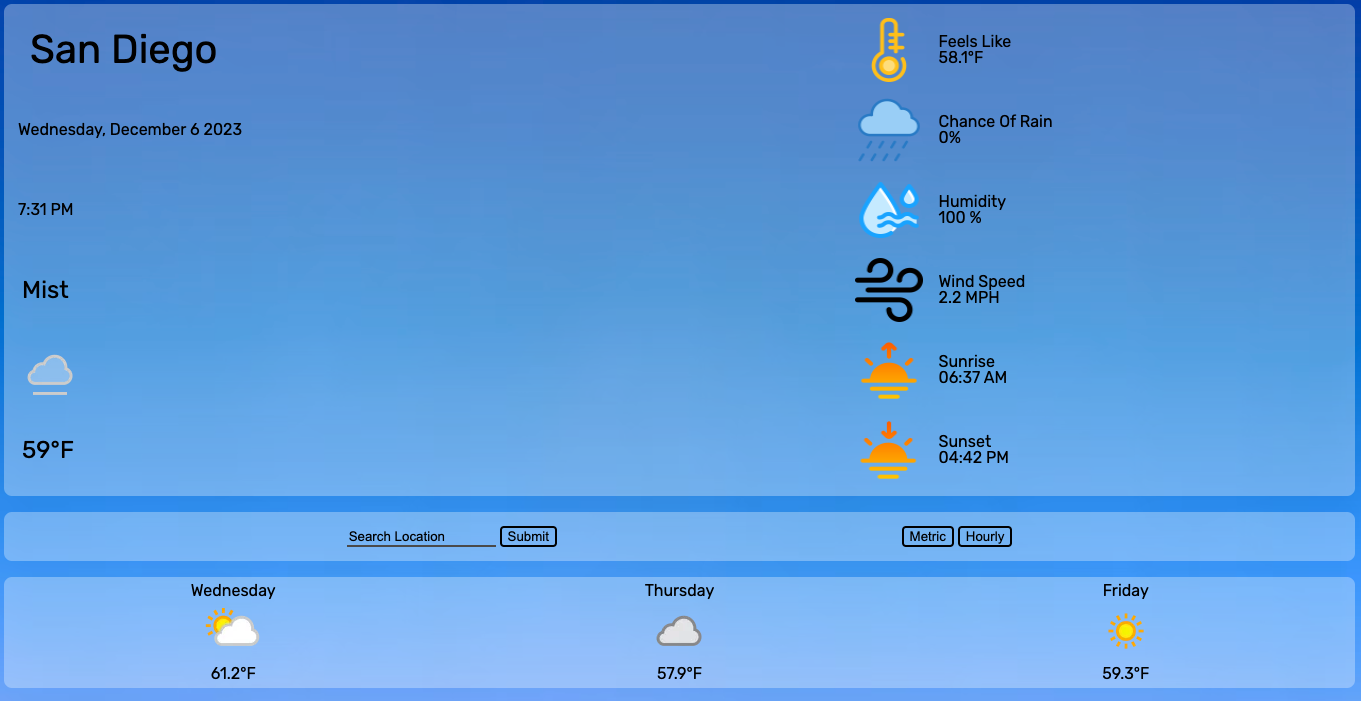 San Diego
Wednesday, December 6 2023
7:31 PM
Mist
59°F
Feels Like
58.1°F
Chance Of Rain
0%
Humidity
100 %
Wind Speed
2.2 MPH
Sunrise
06:37 AM
Sunset
04:42 PM
Search Location Submit
Metric Hourly
Wednesday
61.2°F
Thursday
57.9°F
Friday
59.3°F